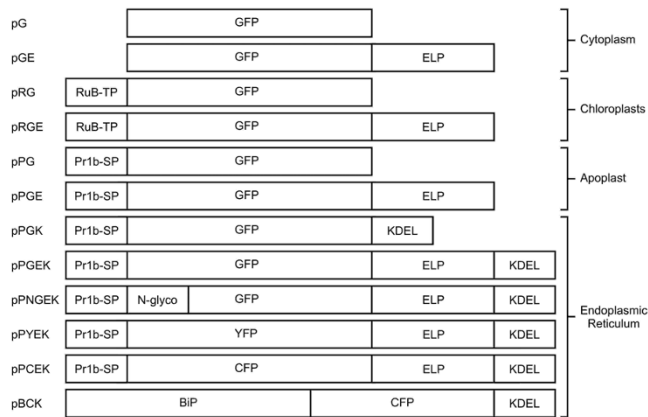 pG GFP
pGE GFP ELP
Cytoplasm
pRG RuB-TP GFP
pRGE RuB-TP GFP ELP
Chloroplasts
pPG Pr1b-SP GFP
pPGE Pr1b-SP GFP ELP
Apoplast
pPGK Pr1b-SP GFP KDEL
pPGEK Pr1b-SP GFP ELP KDEL
pPNGEK Pr1b-SP N-glyco GFP ELP KDEL
pPYEK Pr1b-SP YFP ELP KDEL
pPCEK Pr1b-SP CFP ELP KDEL
pBCK BiP CFP KDEL
Endoplasmic
Reticulum